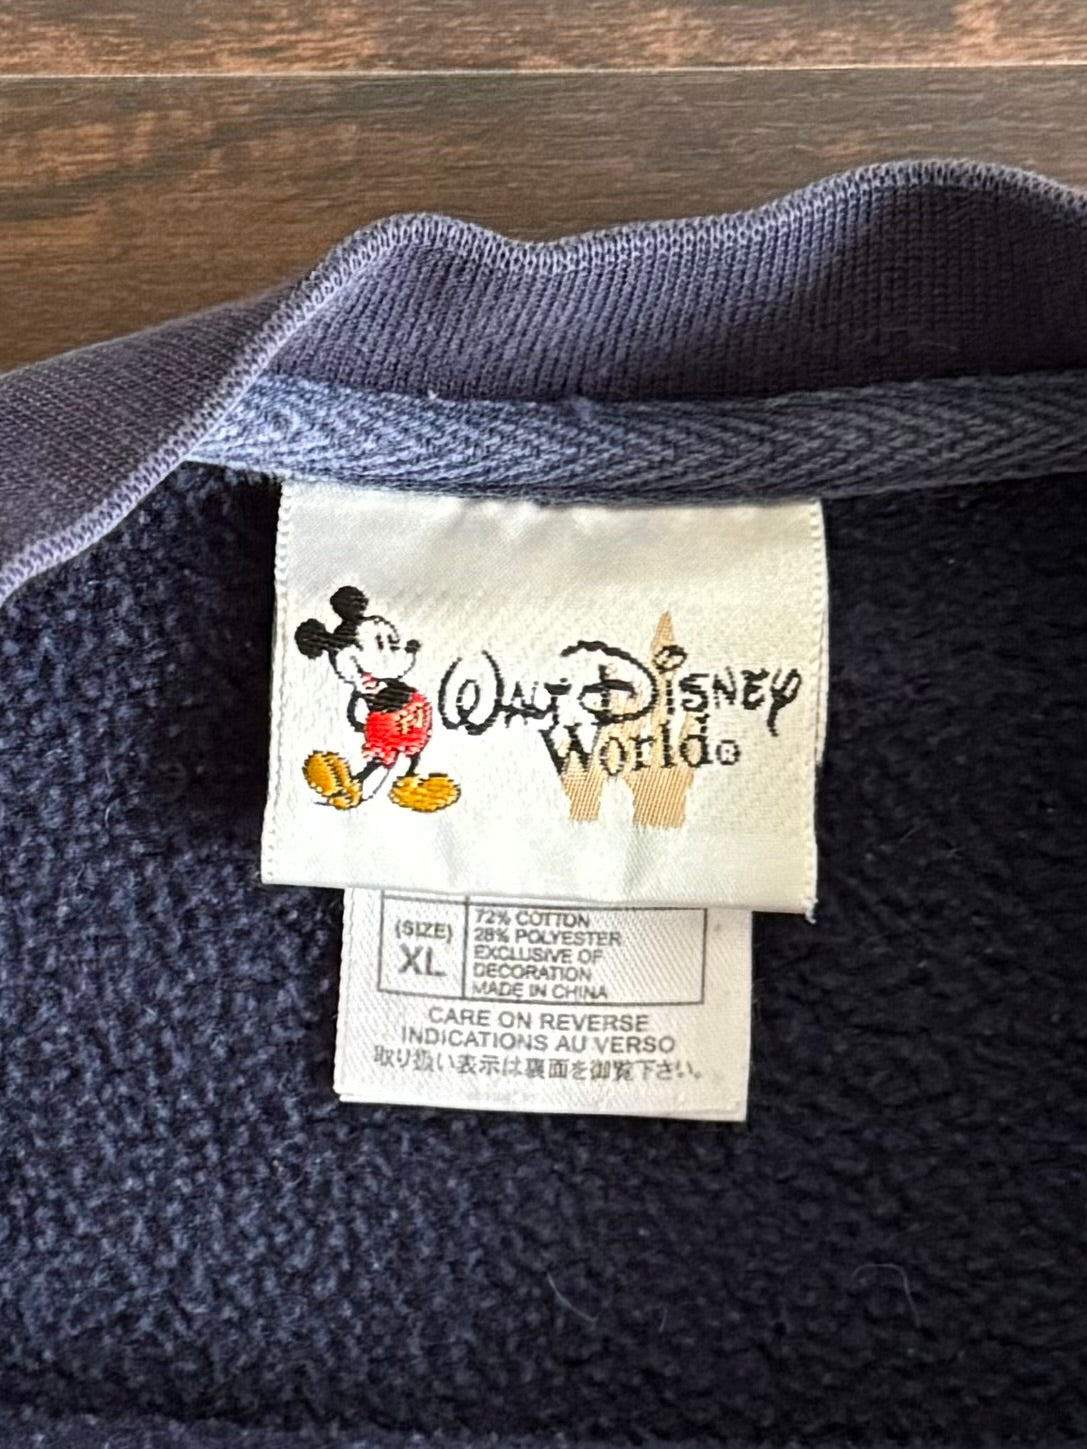 WALT DISNEY
World®
(SIZE)
XL
72% COTTON
28% POLYESTER
EXCLUSIVE OF
DECORATION
MADE IN CHINA
CARE ON REVERSE
INDICATIONS AU VERSO
取り扱い表示は裏面を御覧下さい。